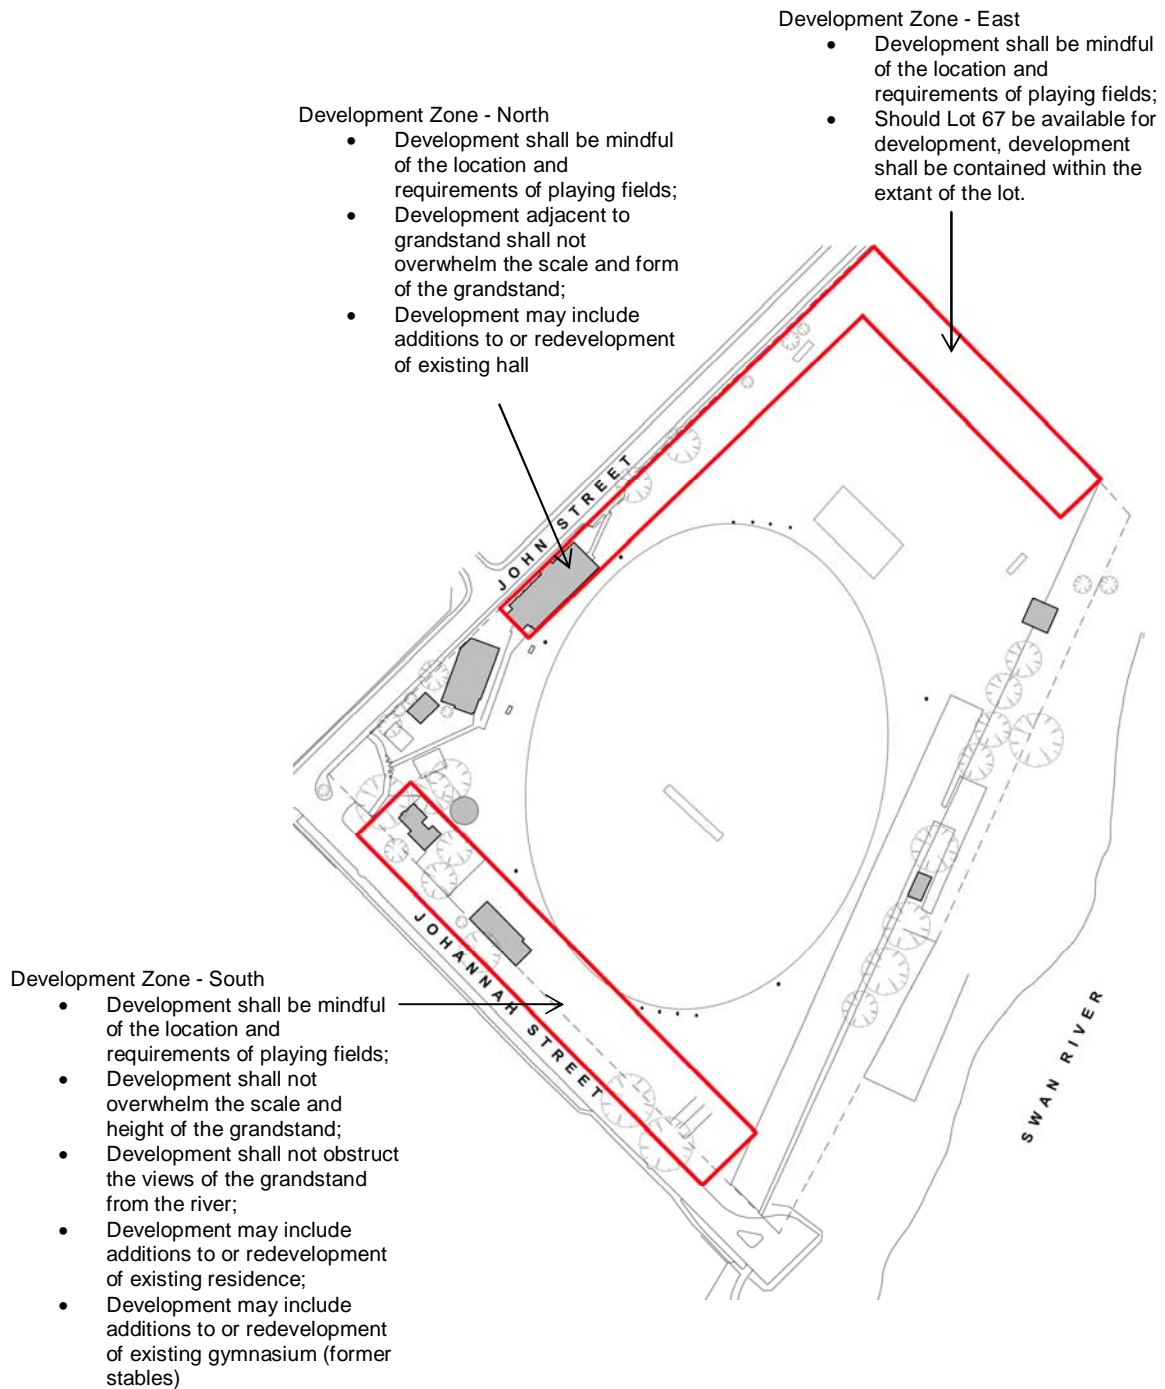 Development Zone - East
• Development shall be mindful
of the location and
requirements of playing fields;
• Should Lot 67 be available for
development, development
shall be contained within the
extant of the lot.
Development Zone - North
• Development shall be mindful
of the location and
requirements of playing fields;
• Development adjacent to
grandstand shall not
overwhelm the scale and form
of the grandstand;
• Development may include
additions to or redevelopment
of existing hall
JOHN STREET
JOHANNAH STREET
SWAN RIVER
Development Zone - South
• Development shall be mindful
of the location and
requirements of playing fields;
• Development shall not
overwhelm the scale and
height of the grandstand;
• Development shall not obstruct
the views of the grandstand
from the river;
• Development may include
additions to or redevelopment
of existing residence;
• Development may include
additions to or redevelopment
of existing gymnasium (former
stables)